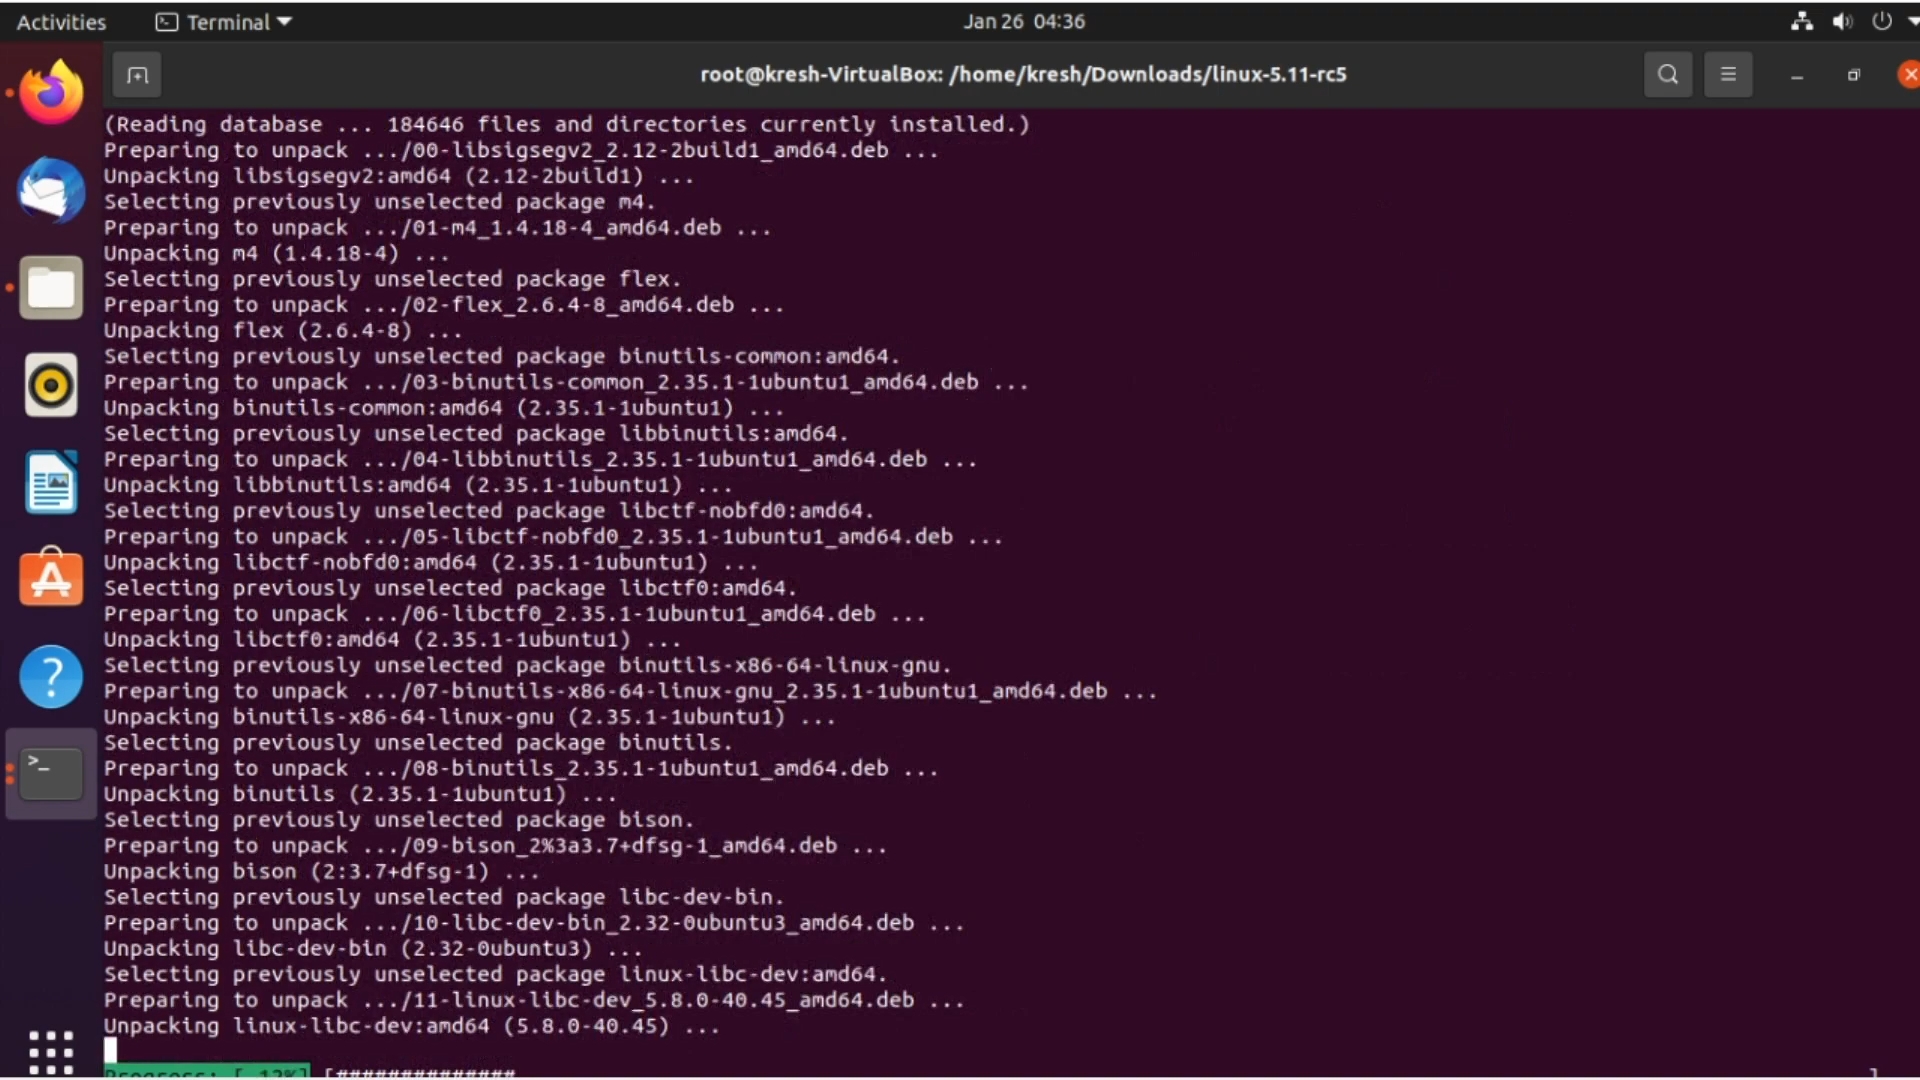 Activities Terminal Jan 26 04:36
root@kresh-VirtualBox: /home/kresh/Downloads/linux-5.11-rc5
(Reading database ... 184646 files and directories currently installed.)
Preparing to unpack .../00-libsigsegv2_2.12-2build1_amd64.deb ...
Unpacking libsigsegv2:amd64 (2.12-2build1) ...
Selecting previously unselected package m4.
Preparing to unpack .../01-m4_1.4.18-4_amd64.deb ...
Unpacking m4 (1.4.18-4) ...
Selecting previously unselected package flex.
Preparing to unpack .../02-flex_2.6.4-8_amd64.deb ...
Unpacking flex (2.6.4-8) ...
Selecting previously unselected package binutils-common:amd64.
Preparing to unpack .../03-binutils-common_2.35.1-1ubuntu1_amd64.deb ...
Unpacking binutils-common:amd64 (2.35.1-1ubuntu1) ...
Selecting previously unselected package libbinutils:amd64.
Preparing to unpack .../04-libbinutils_2.35.1-1ubuntu1_amd64.deb ...
Unpacking libbinutils:amd64 (2.35.1-1ubuntu1) ...
Selecting previously unselected package libctf-nobfd0:amd64.
Preparing to unpack .../05-libctf-nobfd0_2.35.1-1ubuntu1_amd64.deb ...
Unpacking libctf-nobfd0:amd64 (2.35.1-1ubuntu1) ...
Selecting previously unselected package libctf0:amd64.
Preparing to unpack .../06-libctf0_2.35.1-1ubuntu1_amd64.deb ...
Unpacking libctf0:amd64 (2.35.1-1ubuntu1) ...
Selecting previously unselected package binutils-x86-64-linux-gnu.
Preparing to unpack .../07-binutils-x86-64-linux-gnu_2.35.1-1ubuntu1_amd64.deb ...
Unpacking binutils-x86-64-linux-gnu (2.35.1-1ubuntu1) ...
Selecting previously unselected package binutils.
Preparing to unpack .../08-binutils_2.35.1-1ubuntu1_amd64.deb ...
Unpacking binutils (2.35.1-1ubuntu1) ...
Selecting previously unselected package bison.
Preparing to unpack .../09-bison_2%3a3.7+dfsg-1_amd64.deb ...
Unpacking bison (2:3.7+dfsg-1) ...
Selecting previously unselected package libc-dev-bin.
Preparing to unpack .../10-libc-dev-bin_2.32-0ubuntu3_amd64.deb ...
Unpacking libc-dev-bin (2.32-0ubuntu3) ...
Selecting previously unselected package linux-libc-dev:amd64.
Preparing to unpack .../11-linux-libc-dev_5.8.0-40.45_amd64.deb ...
Unpacking linux-libc-dev:amd64 (5.8.0-40.45) ...
Progress: [ 12%] [############## ]